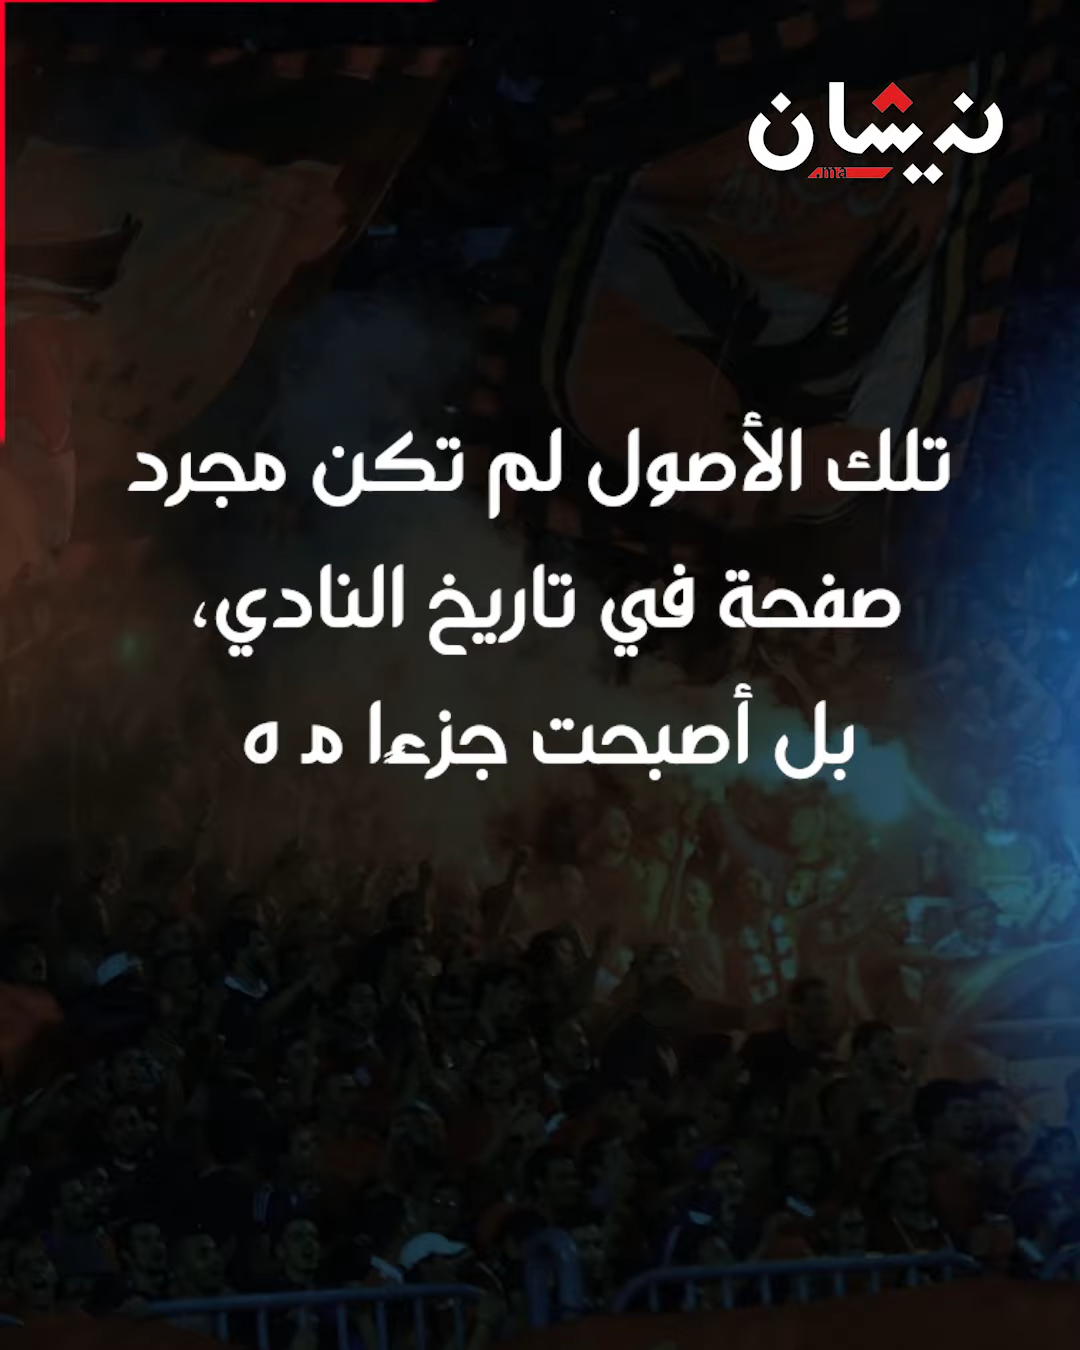 نيشان
.ma
تلك الأصول لم تكن مجرد
صفحة في تاريخ النادي،
بل أصبحت جزءا م ه